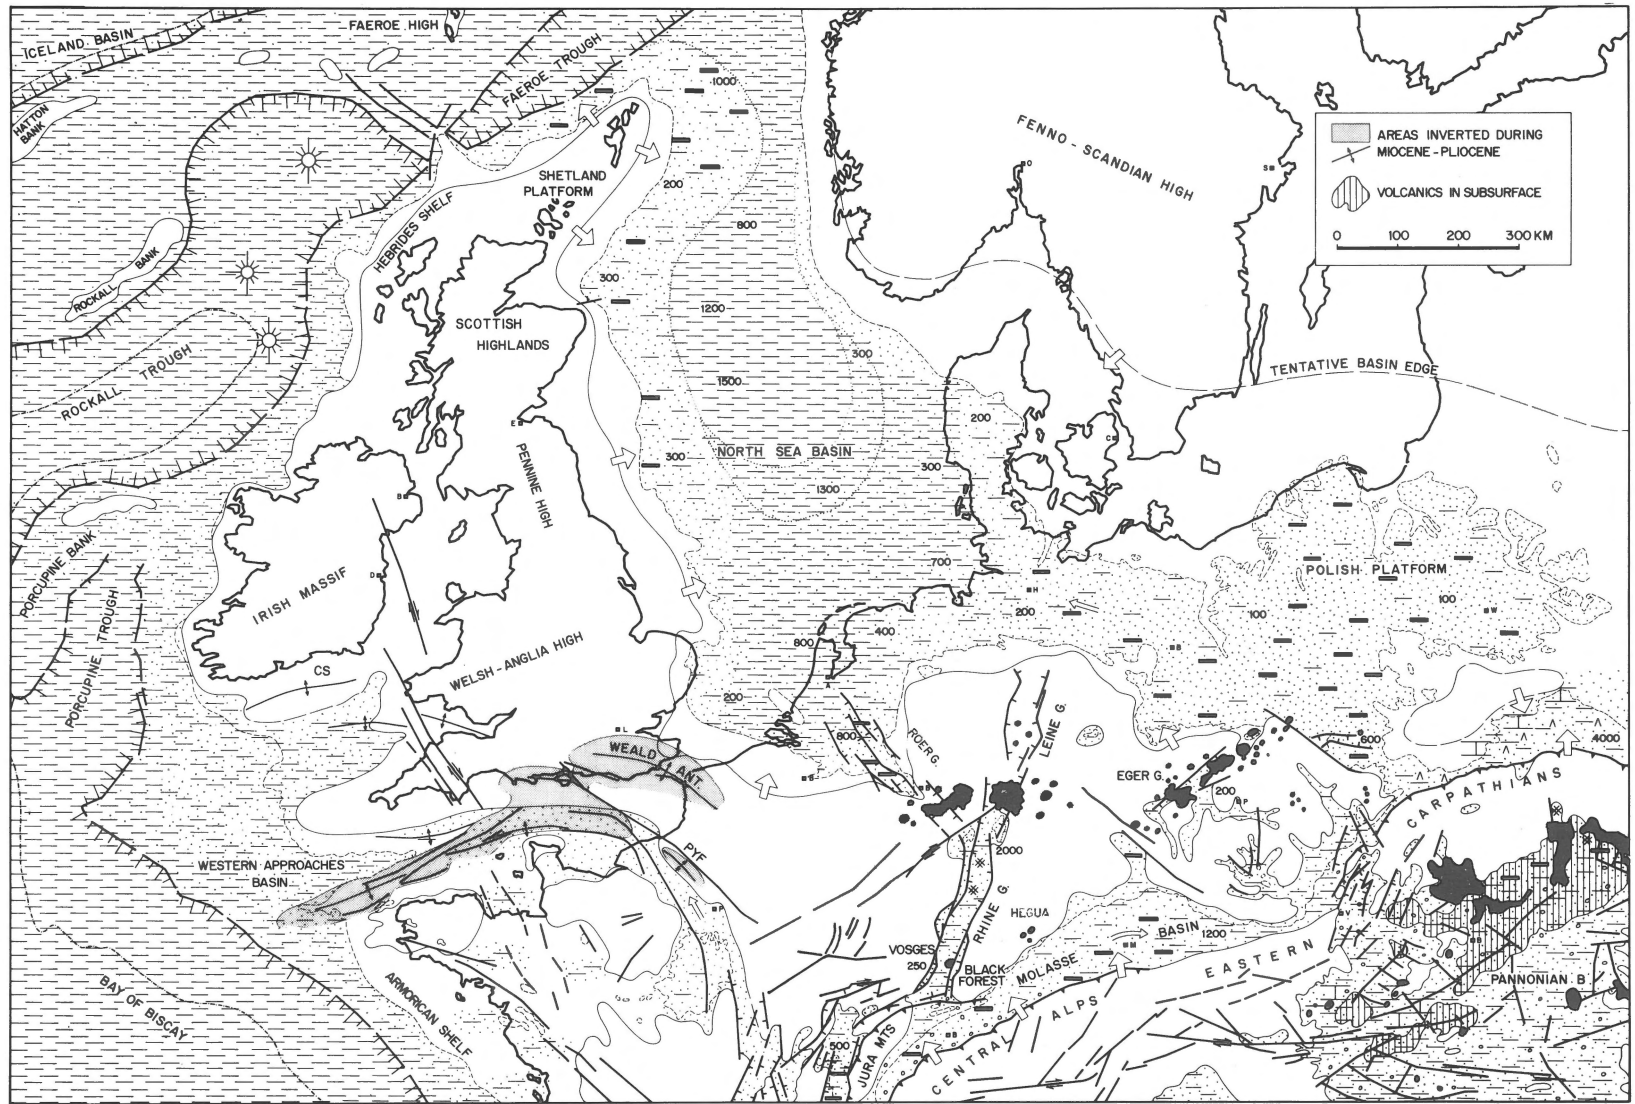 ICELAND BASIN
FAEROE HIGH
FAEROE TROUGH
HATTON
BANK
1000
FENNO-SCANDIAN HIGH
O
S
AREAS INVERTED DURING
MIOCENE-PLIOCENE
VOLCANICS IN SUBSURFACE
0 100 200 300 KM
SHETLAND
PLATFORM
200
HEBRIDES SHELF
800
ROCKALL
BANK
300
1200
SCOTTISH
HIGHLANDS
300
ROCKALL TROUGH
1500
TENTATIVE BASIN EDGE
200
E
C
PENNINE HIGH
300
NORTH SEA BASIN
300
1300
B
PORCUPINE BANK
700
POLISH PLATFORM
D
IRISH MASSIF
H
200
100
100
W
PORCUPINE TROUGH
400
800
B
WELSH-ANGLIA HIGH
CS
A
200
L
WEALD ANT.
800
ROER G.
LEINE G.
600
4000
B
EGER G.
200
P
CARPATHIANS
B
PYF
2000
WESTERN APPROACHES
BASIN
P
RHINE G.
HEGUA
V
VOSGES
250
BLACK
FOREST
MOLASSE
M
BASIN
1200
EASTERN
B
PANNONIAN B
BAY OF BISCAY
ARMORICAN SHELF
500
JURA MTS
B
CENTRAL ALPS